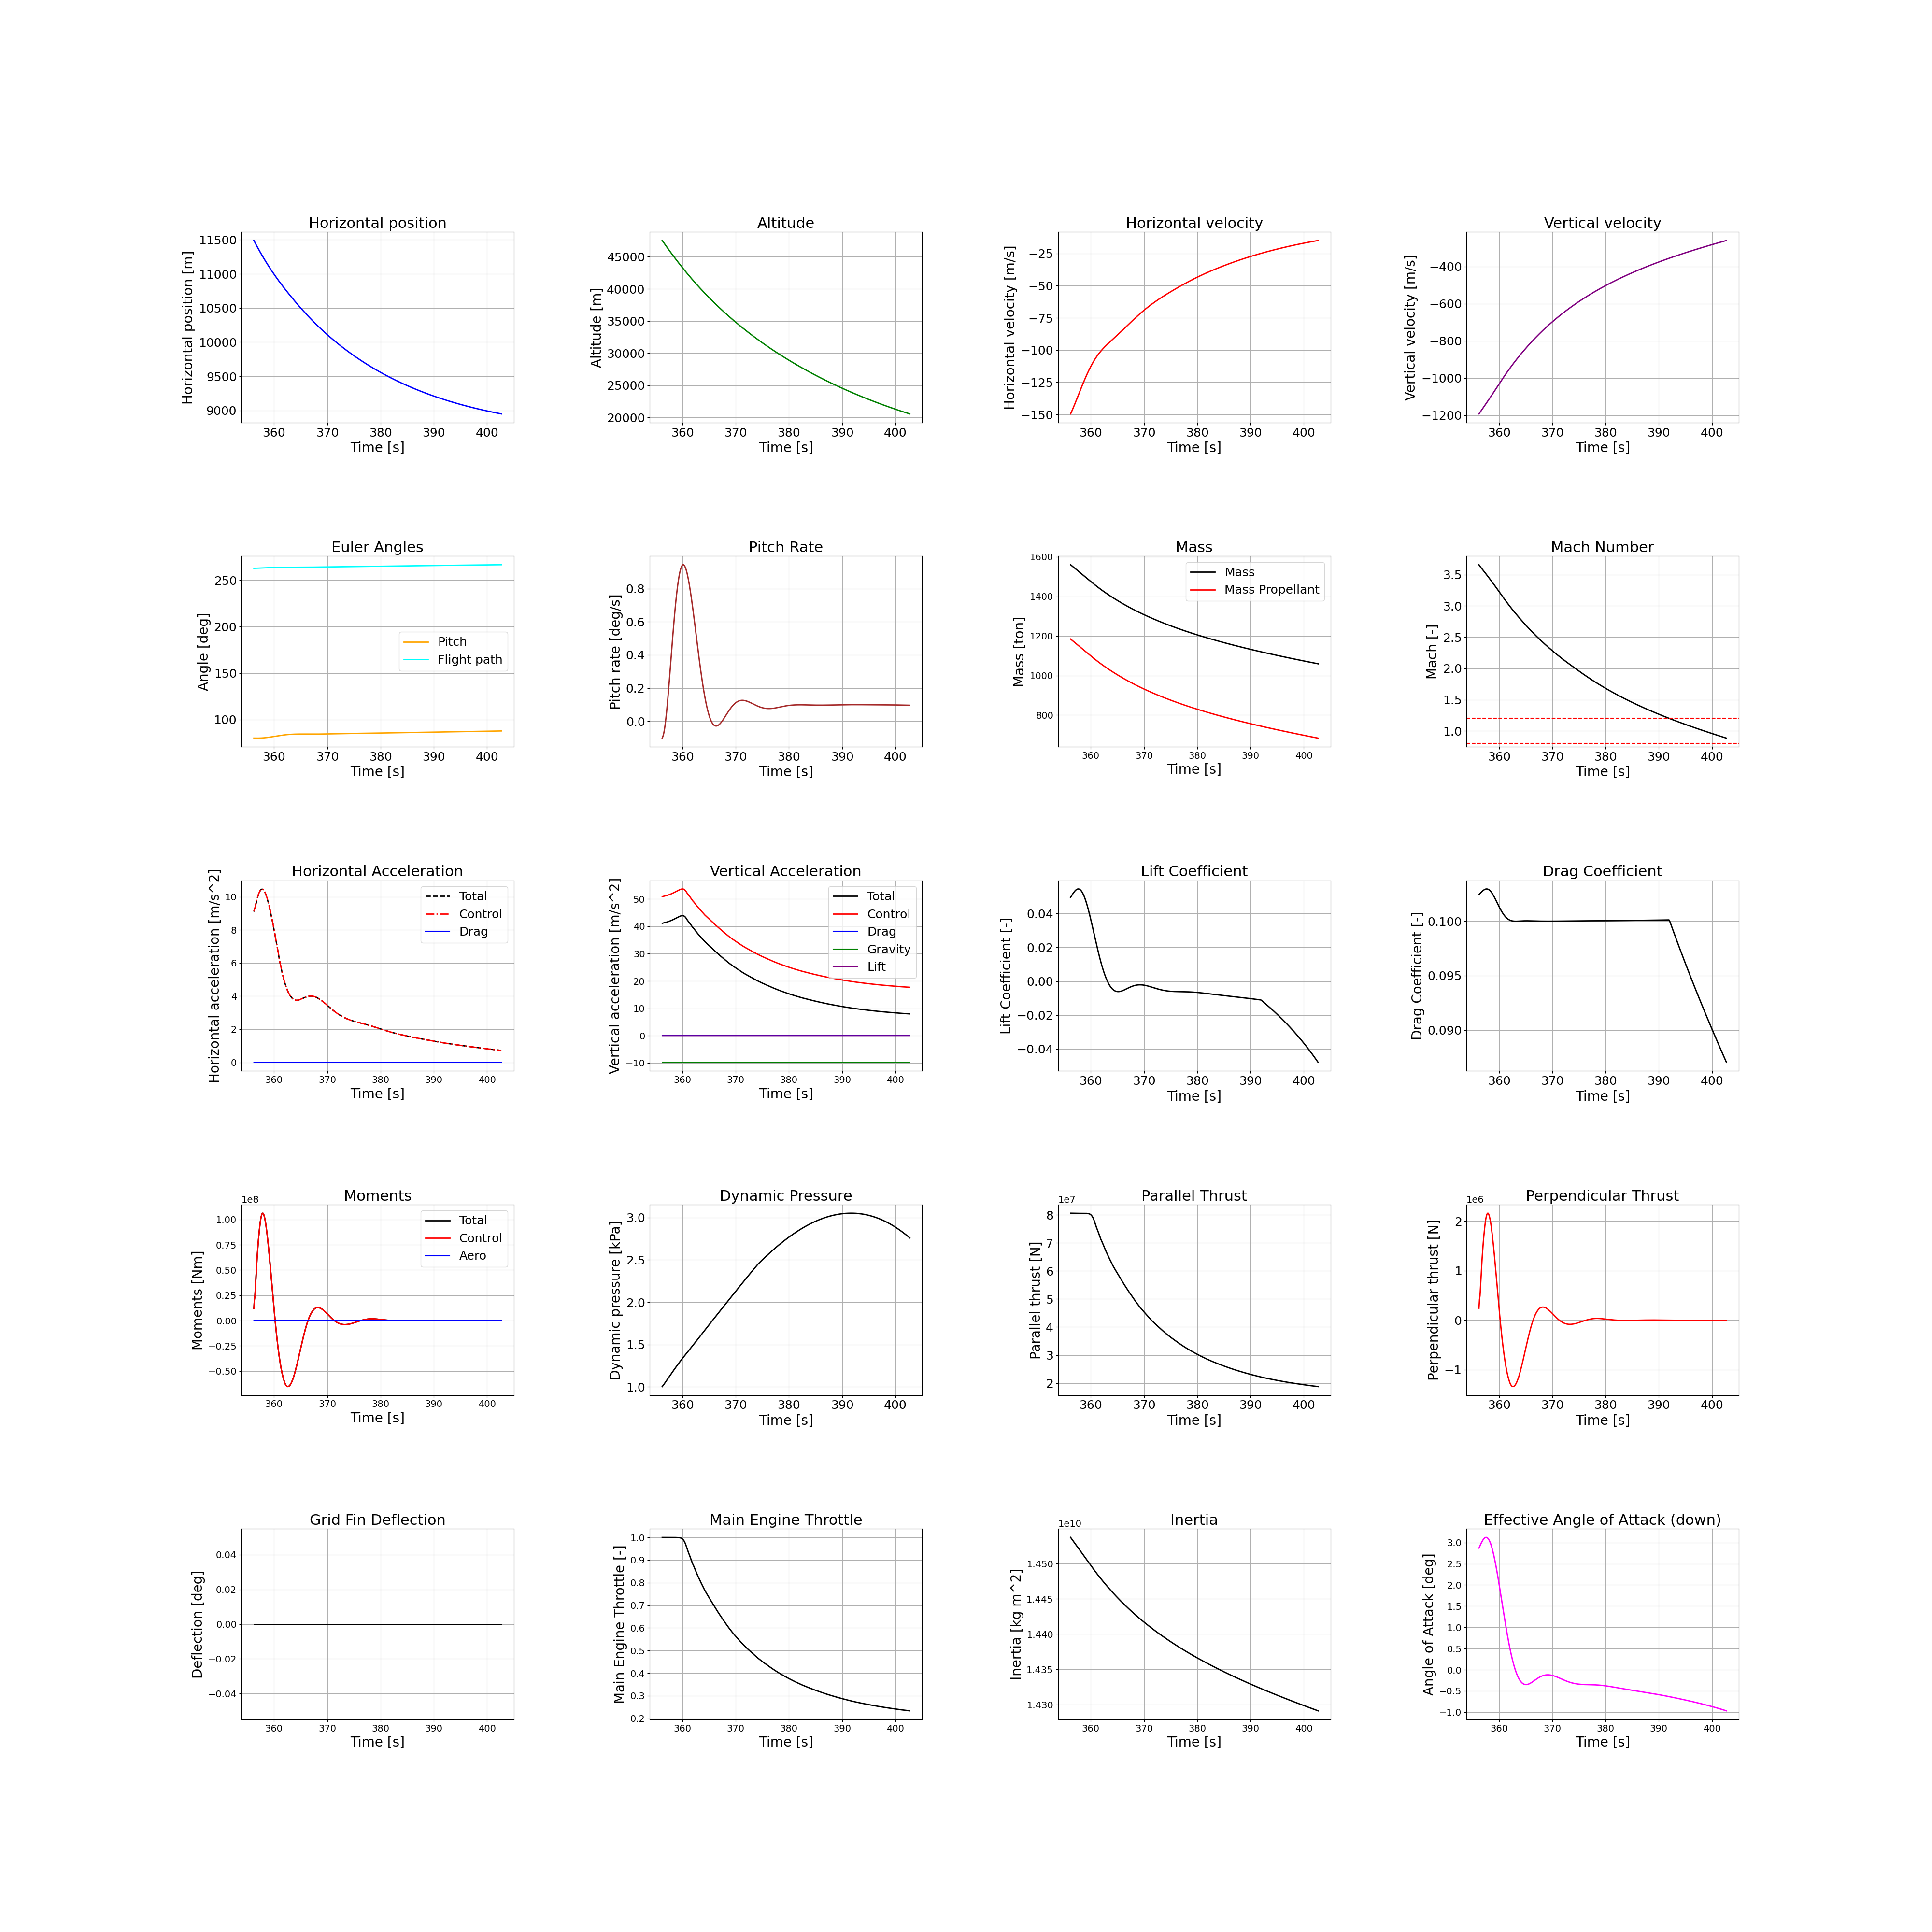 Horizontal position
Horizontal position [m]
11500
11000
10500
10000
9500
9000
360 370 380 390 400
Time [s]
Altitude
Altitude [m]
45000
40000
35000
30000
25000
20000
360 370 380 390 400
Time [s]
Horizontal velocity
Horizontal velocity [m/s]
−25
−50
−75
−100
−125
−150
360 370 380 390 400
Time [s]
Vertical velocity
Vertical velocity [m/s]
−400
−600
−800
−1000
−1200
360 370 380 390 400
Time [s]
Euler Angles
Angle [deg]
250
200
150
100
Pitch
Flight path
360 370 380 390 400
Time [s]
Pitch Rate
Pitch rate [deg/s]
0.8
0.6
0.4
0.2
0.0
360 370 380 390 400
Time [s]
Mass
Mass [ton]
1600
1400
1200
1000
800
Mass
Mass Propellant
360 370 380 390 400
Time [s]
Mach Number
Mach [-]
3.5
3.0
2.5
2.0
1.5
1.0
360 370 380 390 400
Time [s]
Horizontal Acceleration
Horizontal acceleration [m/s^2]
10
8
6
4
2
0
Total
Control
Drag
360 370 380 390 400
Time [s]
Vertical Acceleration
Vertical acceleration [m/s^2]
50
40
30
20
10
0
−10
Total
Control
Drag
Gravity
Lift
360 370 380 390 400
Time [s]
Lift Coefficient
Lift Coefficient [-]
0.04
0.02
0.00
−0.02
−0.04
360 370 380 390 400
Time [s]
Drag Coefficient
Drag Coefficient [-]
0.100
0.095
0.090
360 370 380 390 400
Time [s]
Moments
1e8
Moments [Nm]
1.00
0.75
0.50
0.25
0.00
−0.25
−0.50
Total
Control
Aero
360 370 380 390 400
Time [s]
Dynamic Pressure
Dynamic pressure [kPa]
3.0
2.5
2.0
1.5
1.0
360 370 380 390 400
Time [s]
Parallel Thrust
1e7
Parallel thrust [N]
8
7
6
5
4
3
2
360 370 380 390 400
Time [s]
Perpendicular Thrust
1e6
Perpendicular thrust [N]
2
1
0
−1
360 370 380 390 400
Time [s]
Grid Fin Deflection
Deflection [deg]
0.04
0.02
0.00
−0.02
−0.04
360 370 380 390 400
Time [s]
Main Engine Throttle
Main Engine Throttle [-]
1.0
0.9
0.8
0.7
0.6
0.5
0.4
0.3
0.2
360 370 380 390 400
Time [s]
Inertia
1e10
Inertia [kg m^2]
1.450
1.445
1.440
1.435
1.430
360 370 380 390 400
Time [s]
Effective Angle of Attack (down)
Angle of Attack [deg]
3.0
2.5
2.0
1.5
1.0
0.5
0.0
−0.5
−1.0
360 370 380 390 400
Time [s]